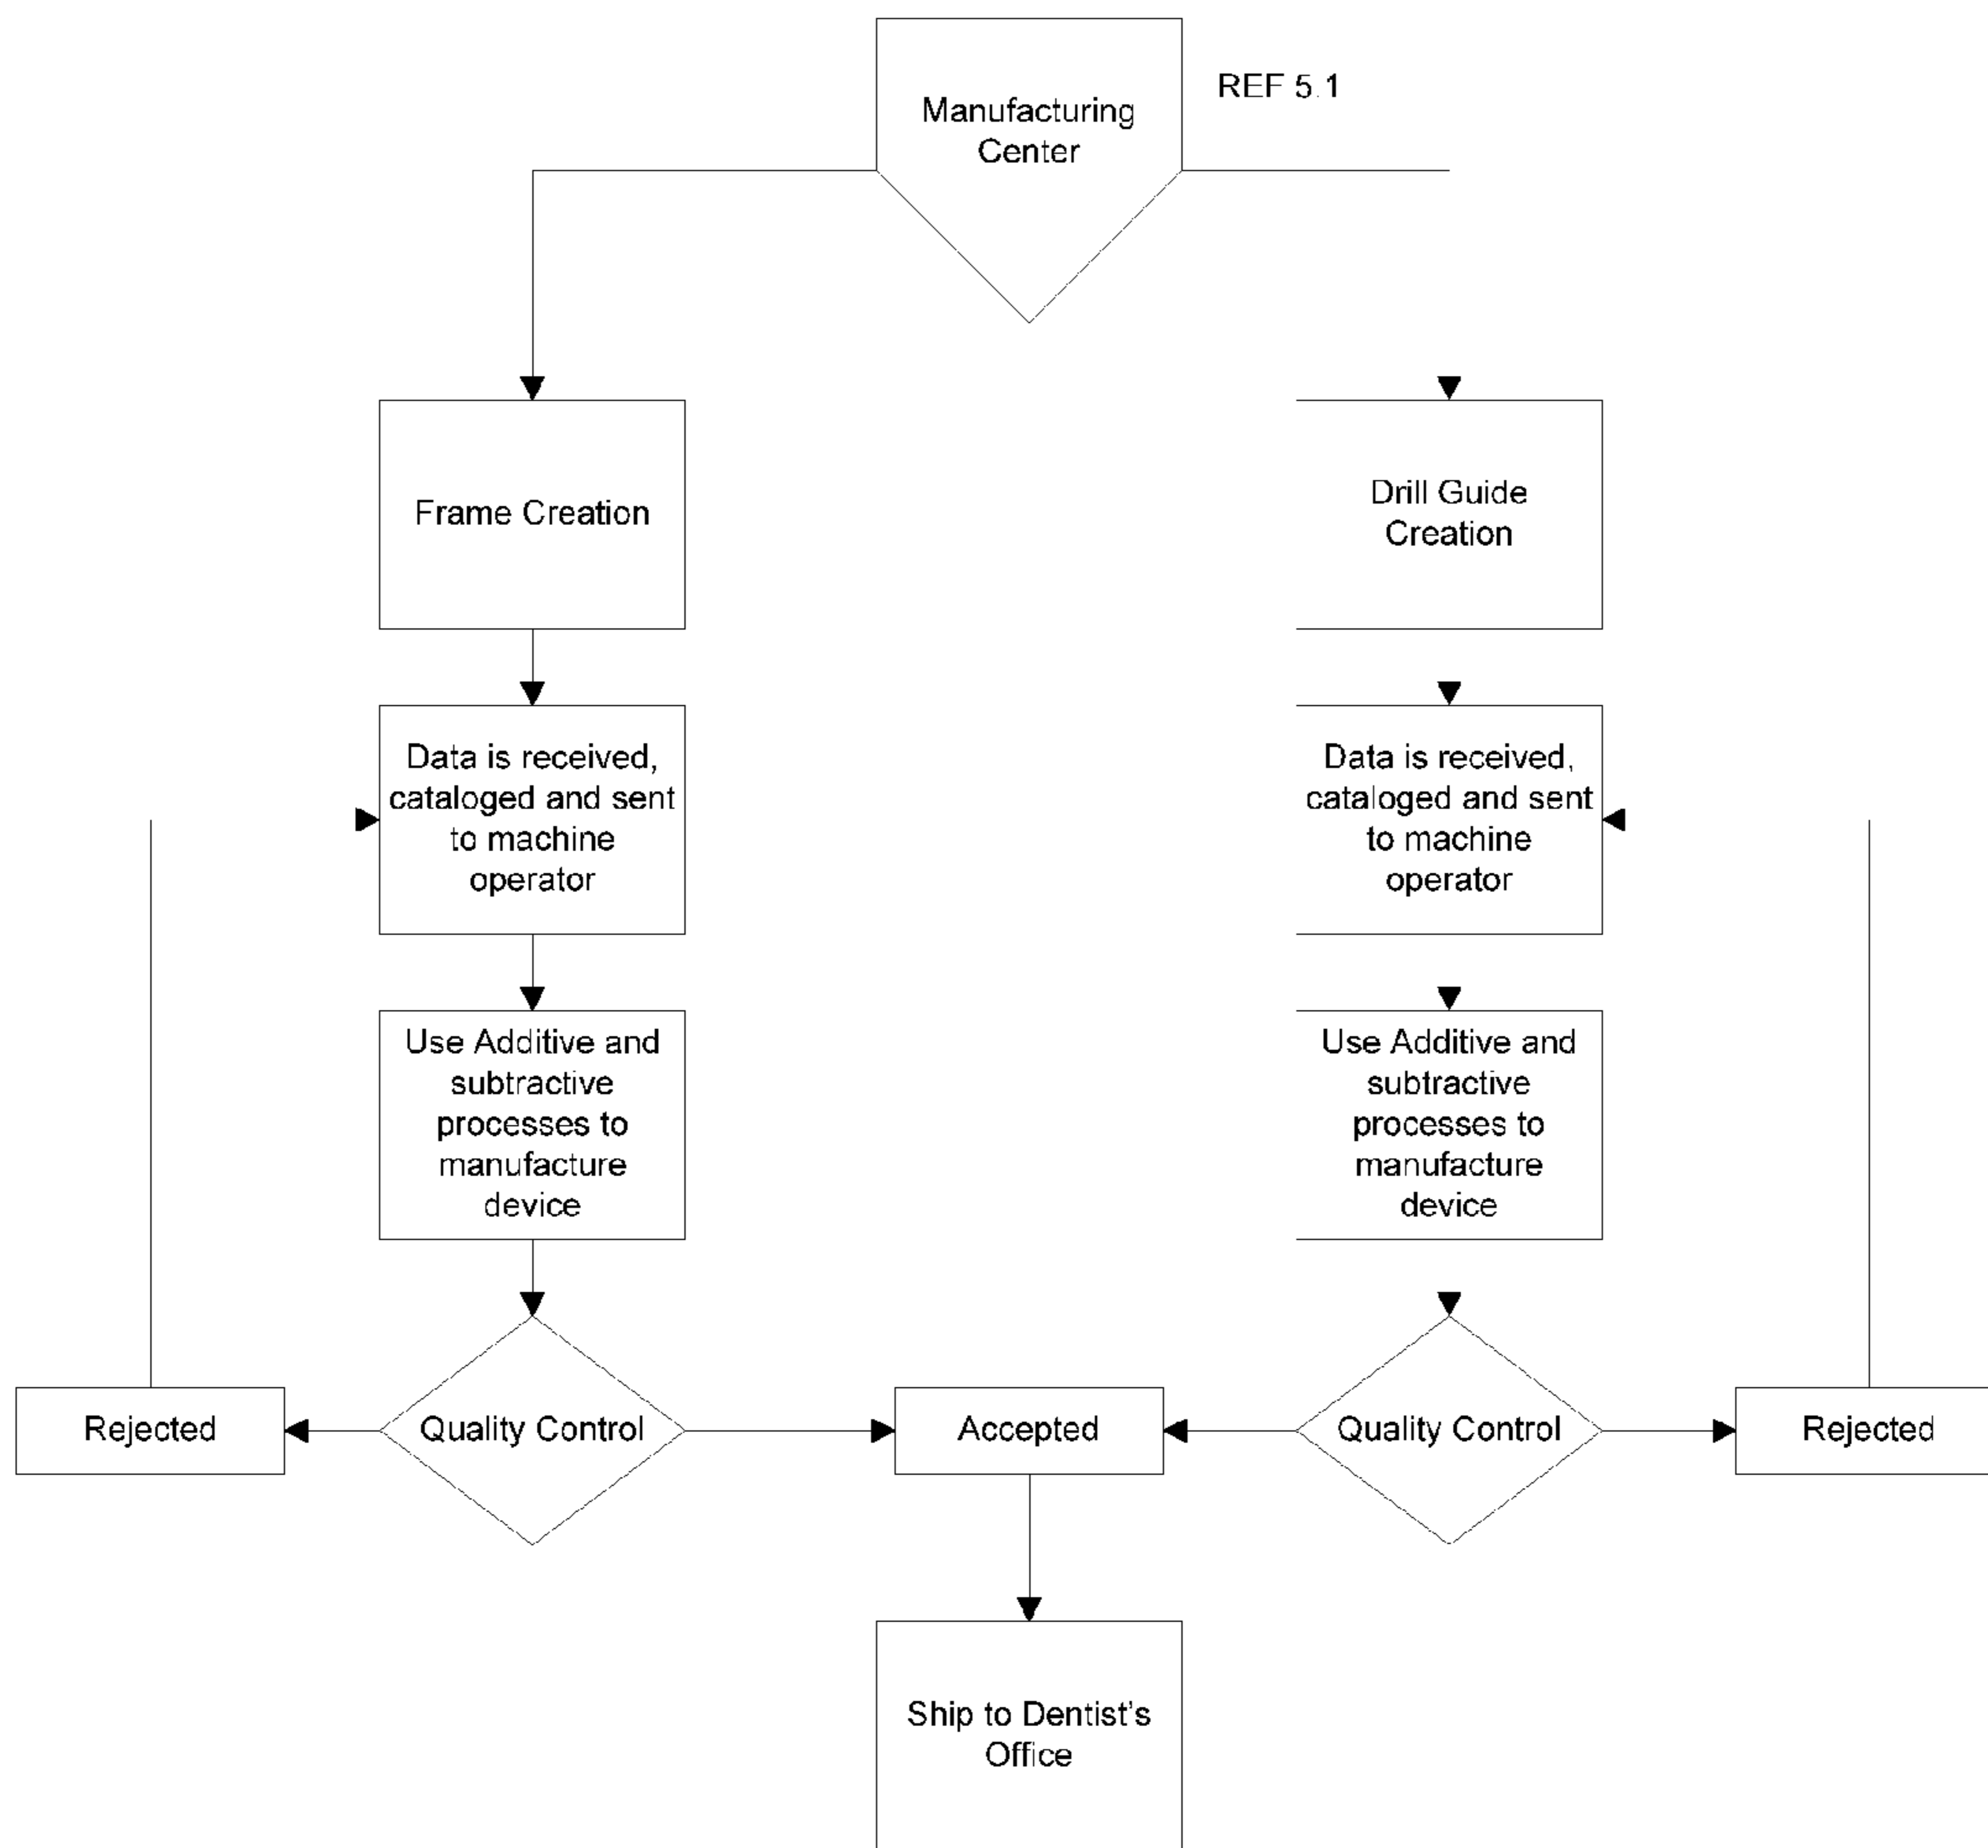 Manufacturing
Center
REF 5.1
Frame Creation
Drill Guide
Creation
Data is received,
cataloged and sent
to machine
operator
Data is received,
cataloged and sent
to machine
operator
Use Additive and
subtractive
processes to
manufacture
device
Use Additive and
subtractive
processes to
manufacture
device
Rejected
Quality Control
Accepted
Quality Control
Rejected
Ship to Dentist's
Office